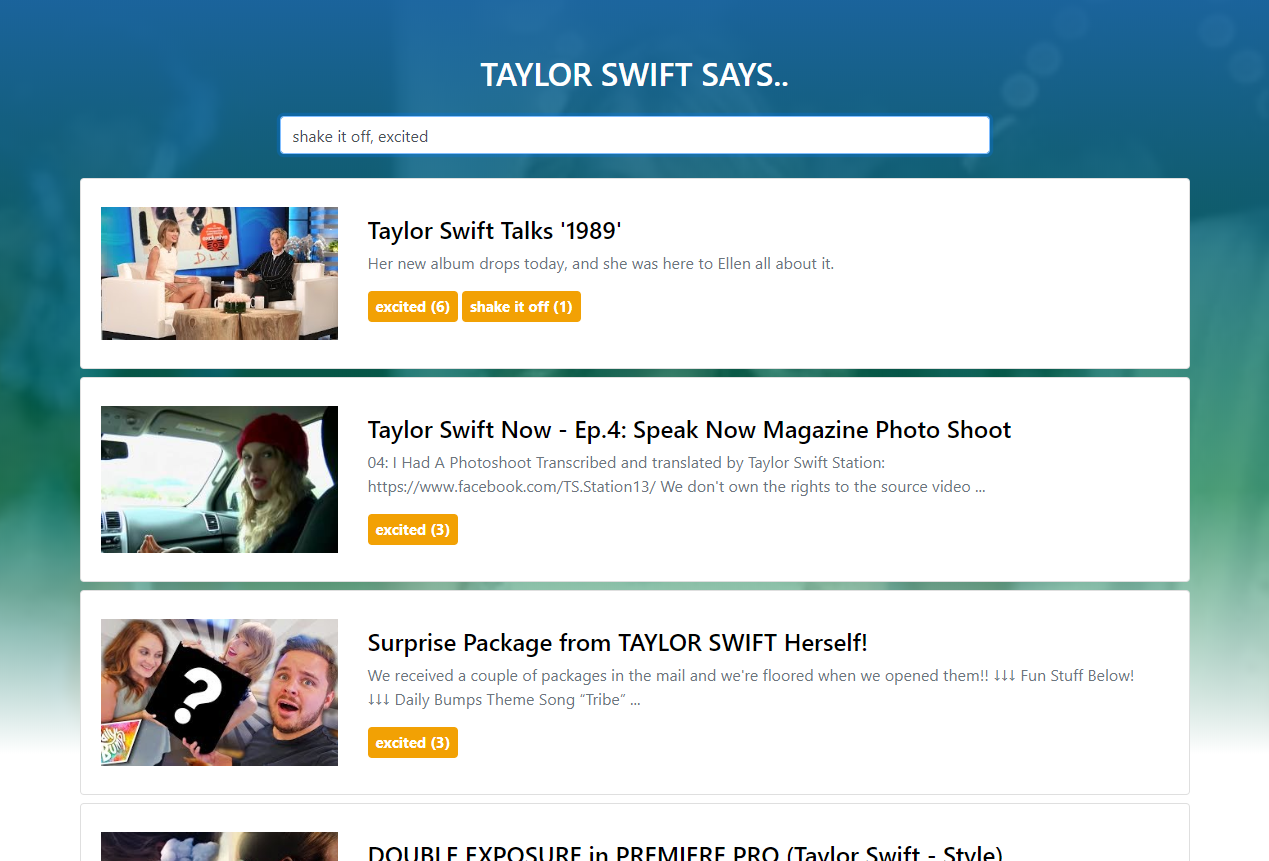 TAYLOR SWIFT SAYS..
shake it off, excited
DLX
Taylor Swift Talks '1989'
Her new album drops today, and she was here to Ellen all about it.
excited (6) shake it off (1)
Taylor Swift Now - Ep.4: Speak Now Magazine Photo Shoot
04: I Had A Photoshoot Transcribed and translated by Taylor Swift Station:
https://www.facebook.com/TS.Station13/ We don't own the rights to the source video ...
excited (3)
?
Surprise Package from TAYLOR SWIFT Herself!
We received a couple of packages in the mail and we're floored when we opened them!! ↓↓↓ Fun Stuff Below!
↓↓↓ Daily Bumps Theme Song “Tribe” ...
excited (3)
DOUBLE EXPOSURE in PREMIERE PRO (Taylor Swift - Style)